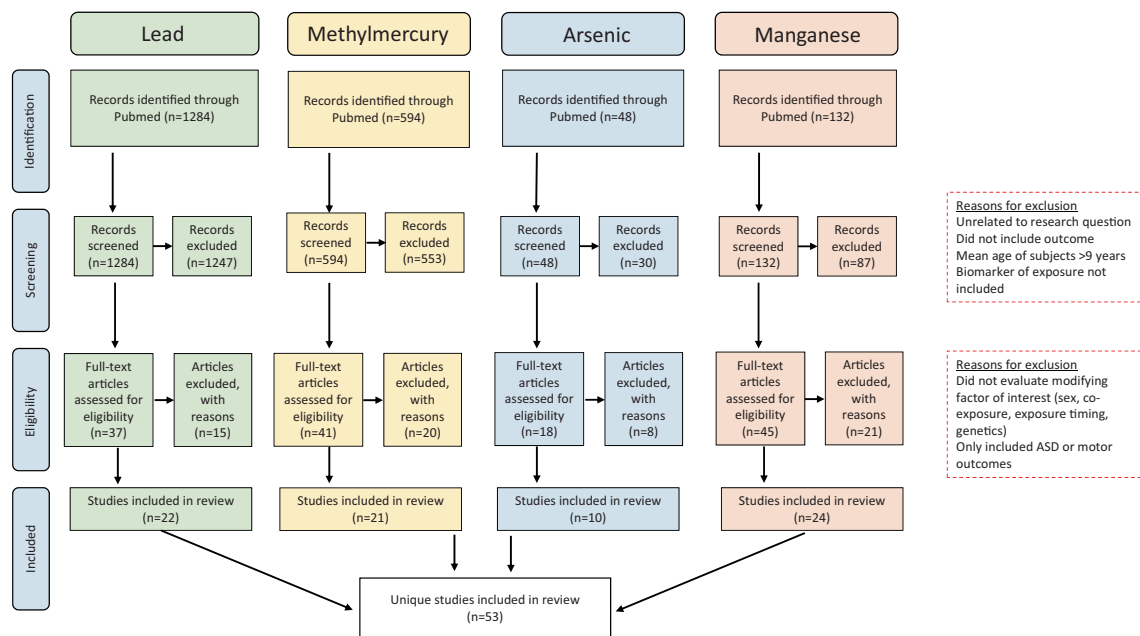 Lead
Methylmercury
Arsenic
Manganese
Identification
Records identified through
Pubmed (n=1284)
Records identified through
Pubmed (n=594)
Records identified through
Pubmed (n=48)
Records identified through
Pubmed (n=132)
Screening
Records
screened
(n=1284)
Records
excluded
(n=1247)
Records
screened
(n=594)
Records
excluded
(n=553)
Records
screened
(n=48)
Records
excluded
(n=30)
Records
screened
(n=132)
Records
excluded
(n=87)
Reasons for exclusion
Unrelated to research question
Did not include outcome
Mean age of subjects >9 years
Biomarker of exposure not
included
Eligibility
Full-text
articles
assessed for
eligibility
(n=37)
Articles
excluded,
with
reasons
(n=15)
Full-text
articles
assessed for
eligibility
(n=41)
Articles
excluded,
with
reasons
(n=20)
Full-text
articles
assessed for
eligibility
(n=18)
Articles
excluded,
with
reasons
(n=8)
Full-text
articles
assessed for
eligibility
(n=45)
Articles
excluded,
with
reasons
(n=21)
Reasons for exclusion
Did not evaluate modifying
factor of interest (sex, co-
exposure, exposure timing,
genetics)
Only included ASD or motor
outcomes
Included
Studies included in review
(n=22)
Studies included in review
(n=21)
Studies included in review
(n=10)
Studies included in review
(n=24)
Unique studies included in review
(n=53)